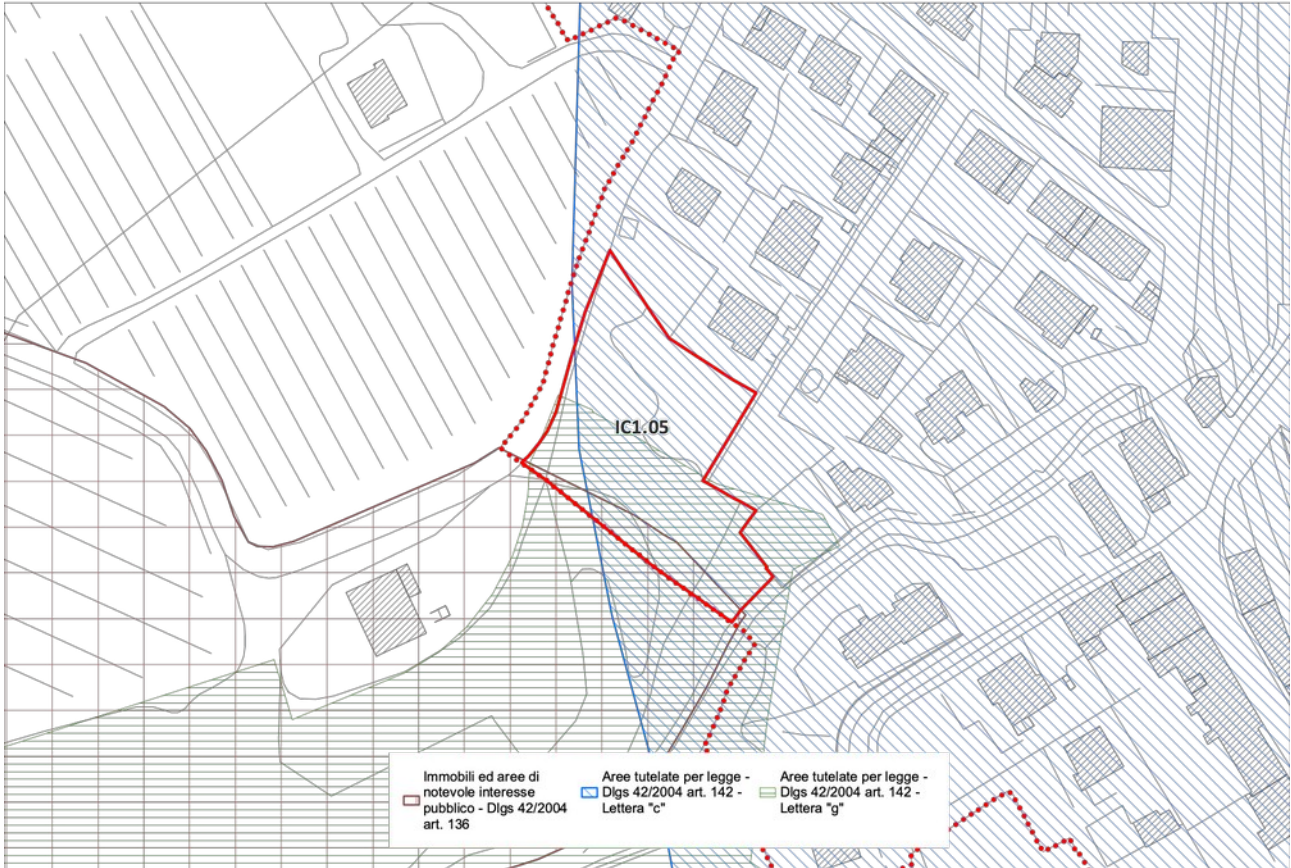 IC1.05
Immobili ed aree di
notevole interesse
pubblico - Dlgs 42/2004
art. 136
Aree tutelate per legge -
Dlgs 42/2004 art. 142 -
Lettera "c"
Aree tutelate per legge -
Dlgs 42/2004 art. 142 -
Lettera "g"